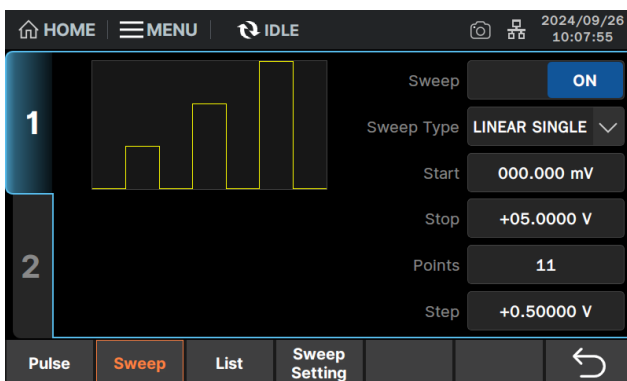 HOME MENU IDLE 2024/09/26
10:07:55
1
2
Sweep ON
Sweep Type LINEAR SINGLE
Start 000.000 mV
Stop +05.0000 V
Points 11
Step +0.50000 V
Pulse Sweep List Sweep
Setting